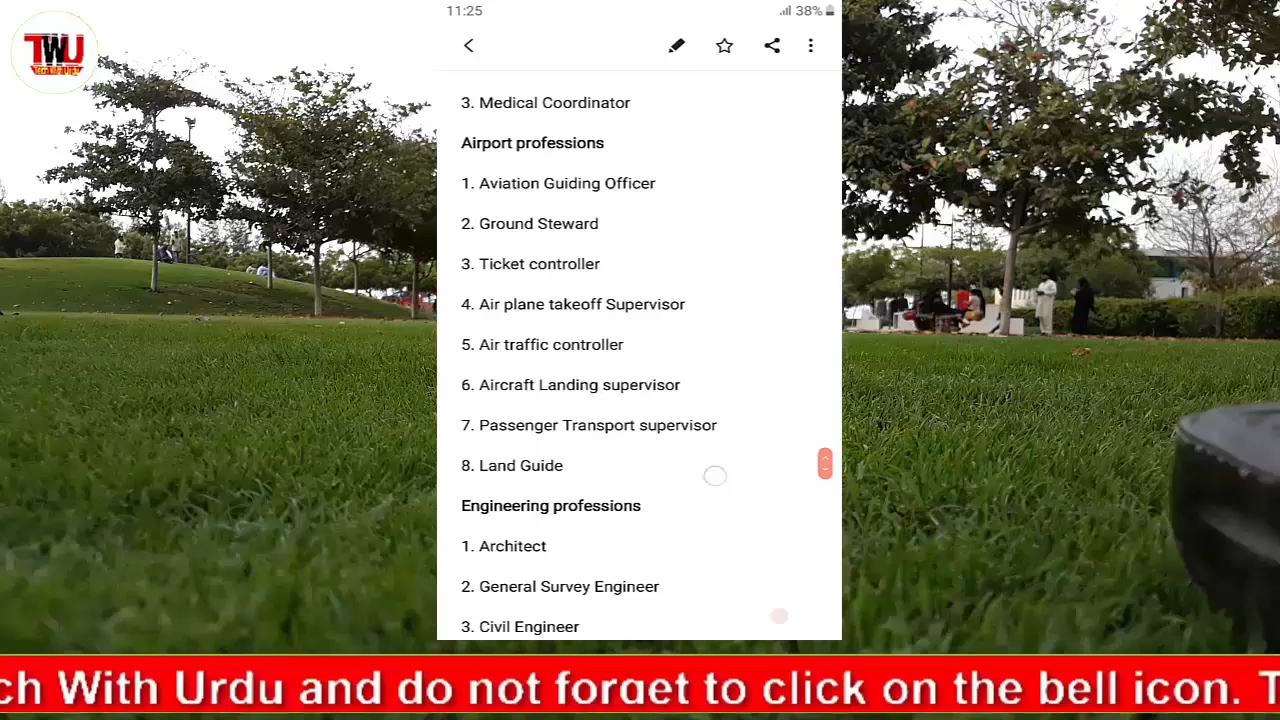 11:25
38%
TWU
Tech With Urdu
3. Medical Coordinator
Airport professions
1. Aviation Guiding Officer
2. Ground Steward
3. Ticket controller
4. Air plane takeoff Supervisor
5. Air traffic controller
6. Aircraft Landing supervisor
7. Passenger Transport supervisor
8. Land Guide
Engineering professions
1. Architect
2. General Survey Engineer
3. Civil Engineer
ch With Urdu and do not forget to click on the bell icon. T